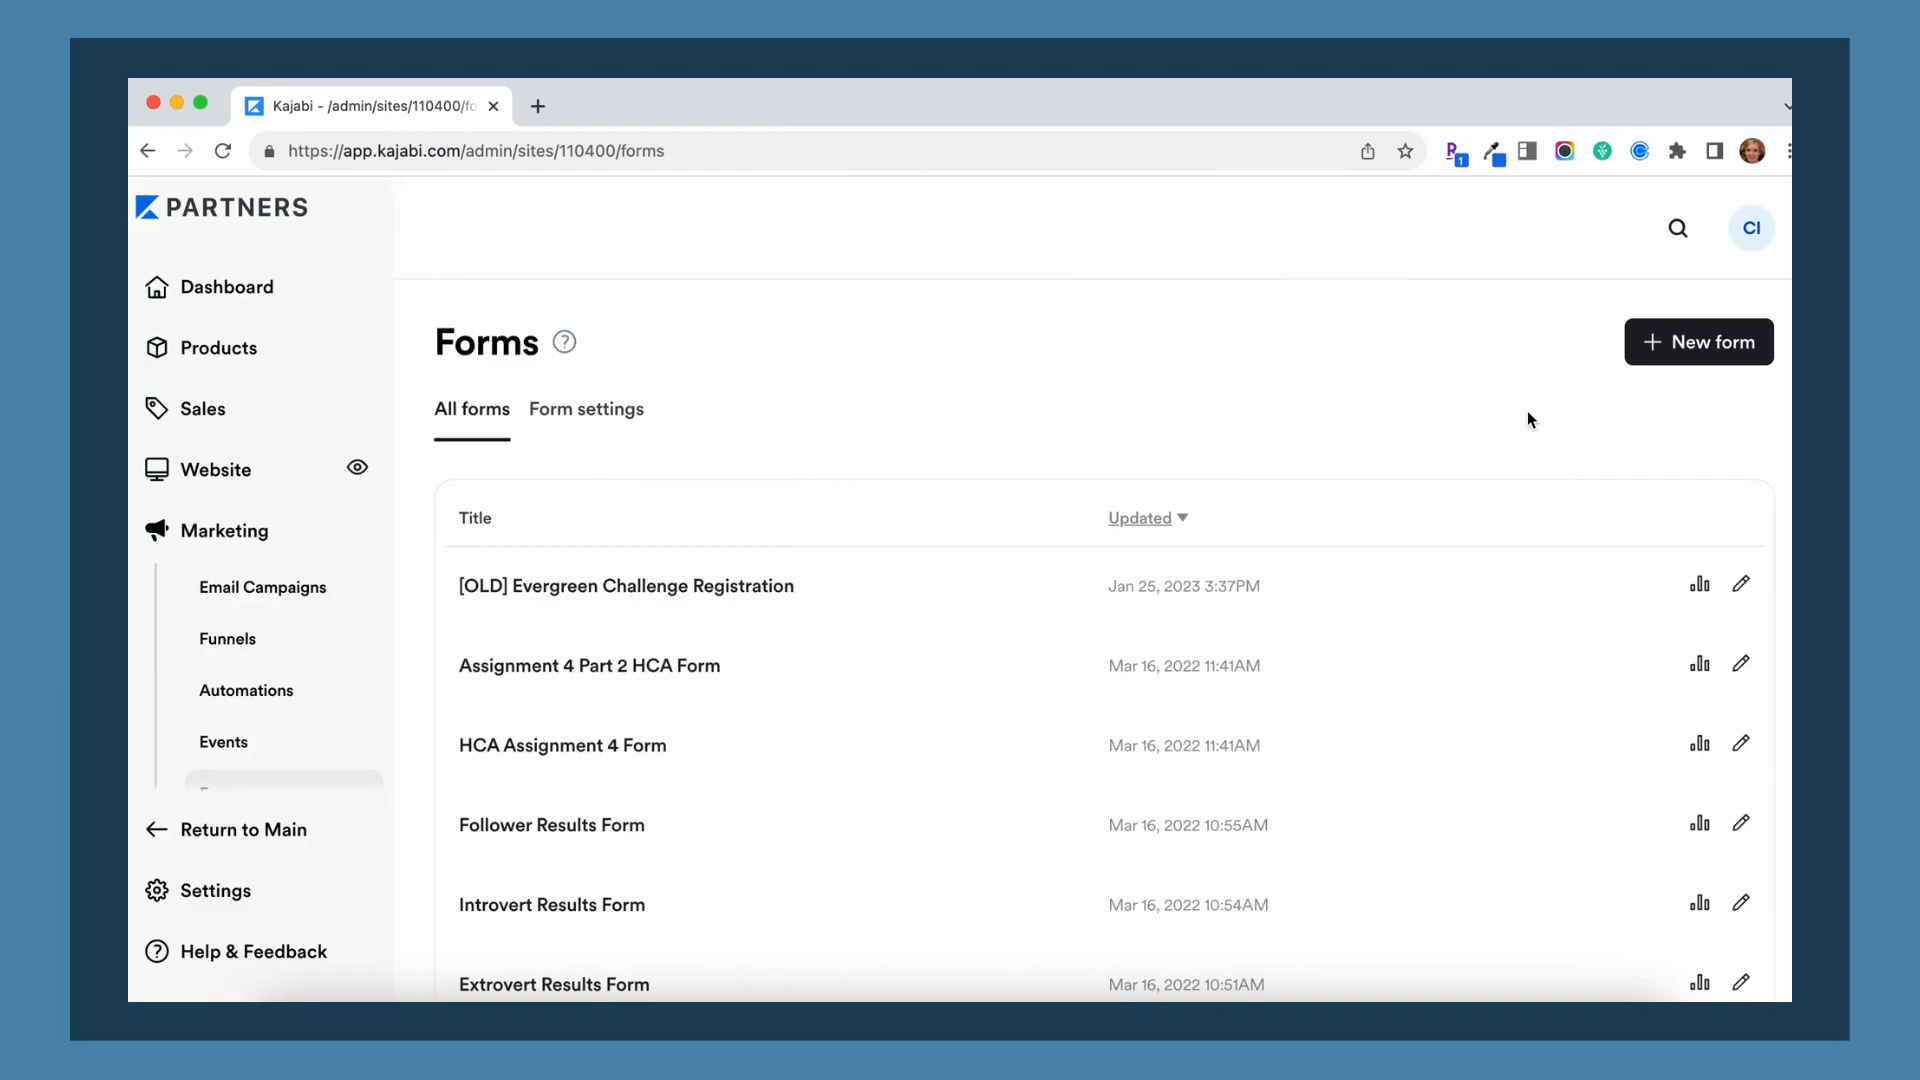 Kajabi - /admin/sites/110400/fo
https://app.kajabi.com/admin/sites/110400/forms
1
PARTNERS
CI
Dashboard
Products
Sales
Website
Marketing
Email Campaigns
Funnels
Automations
Events
Return to Main
Settings
Help & Feedback
Forms ?
+ New form
All forms Form settings
Title Updated
[OLD] Evergreen Challenge Registration Jan 25, 2023 3:37PM
Assignment 4 Part 2 HCA Form Mar 16, 2022 11:41AM
HCA Assignment 4 Form Mar 16, 2022 11:41AM
Follower Results Form Mar 16, 2022 10:55AM
Introvert Results Form Mar 16, 2022 10:54AM
Extrovert Results Form Mar 16, 2022 10:51AM